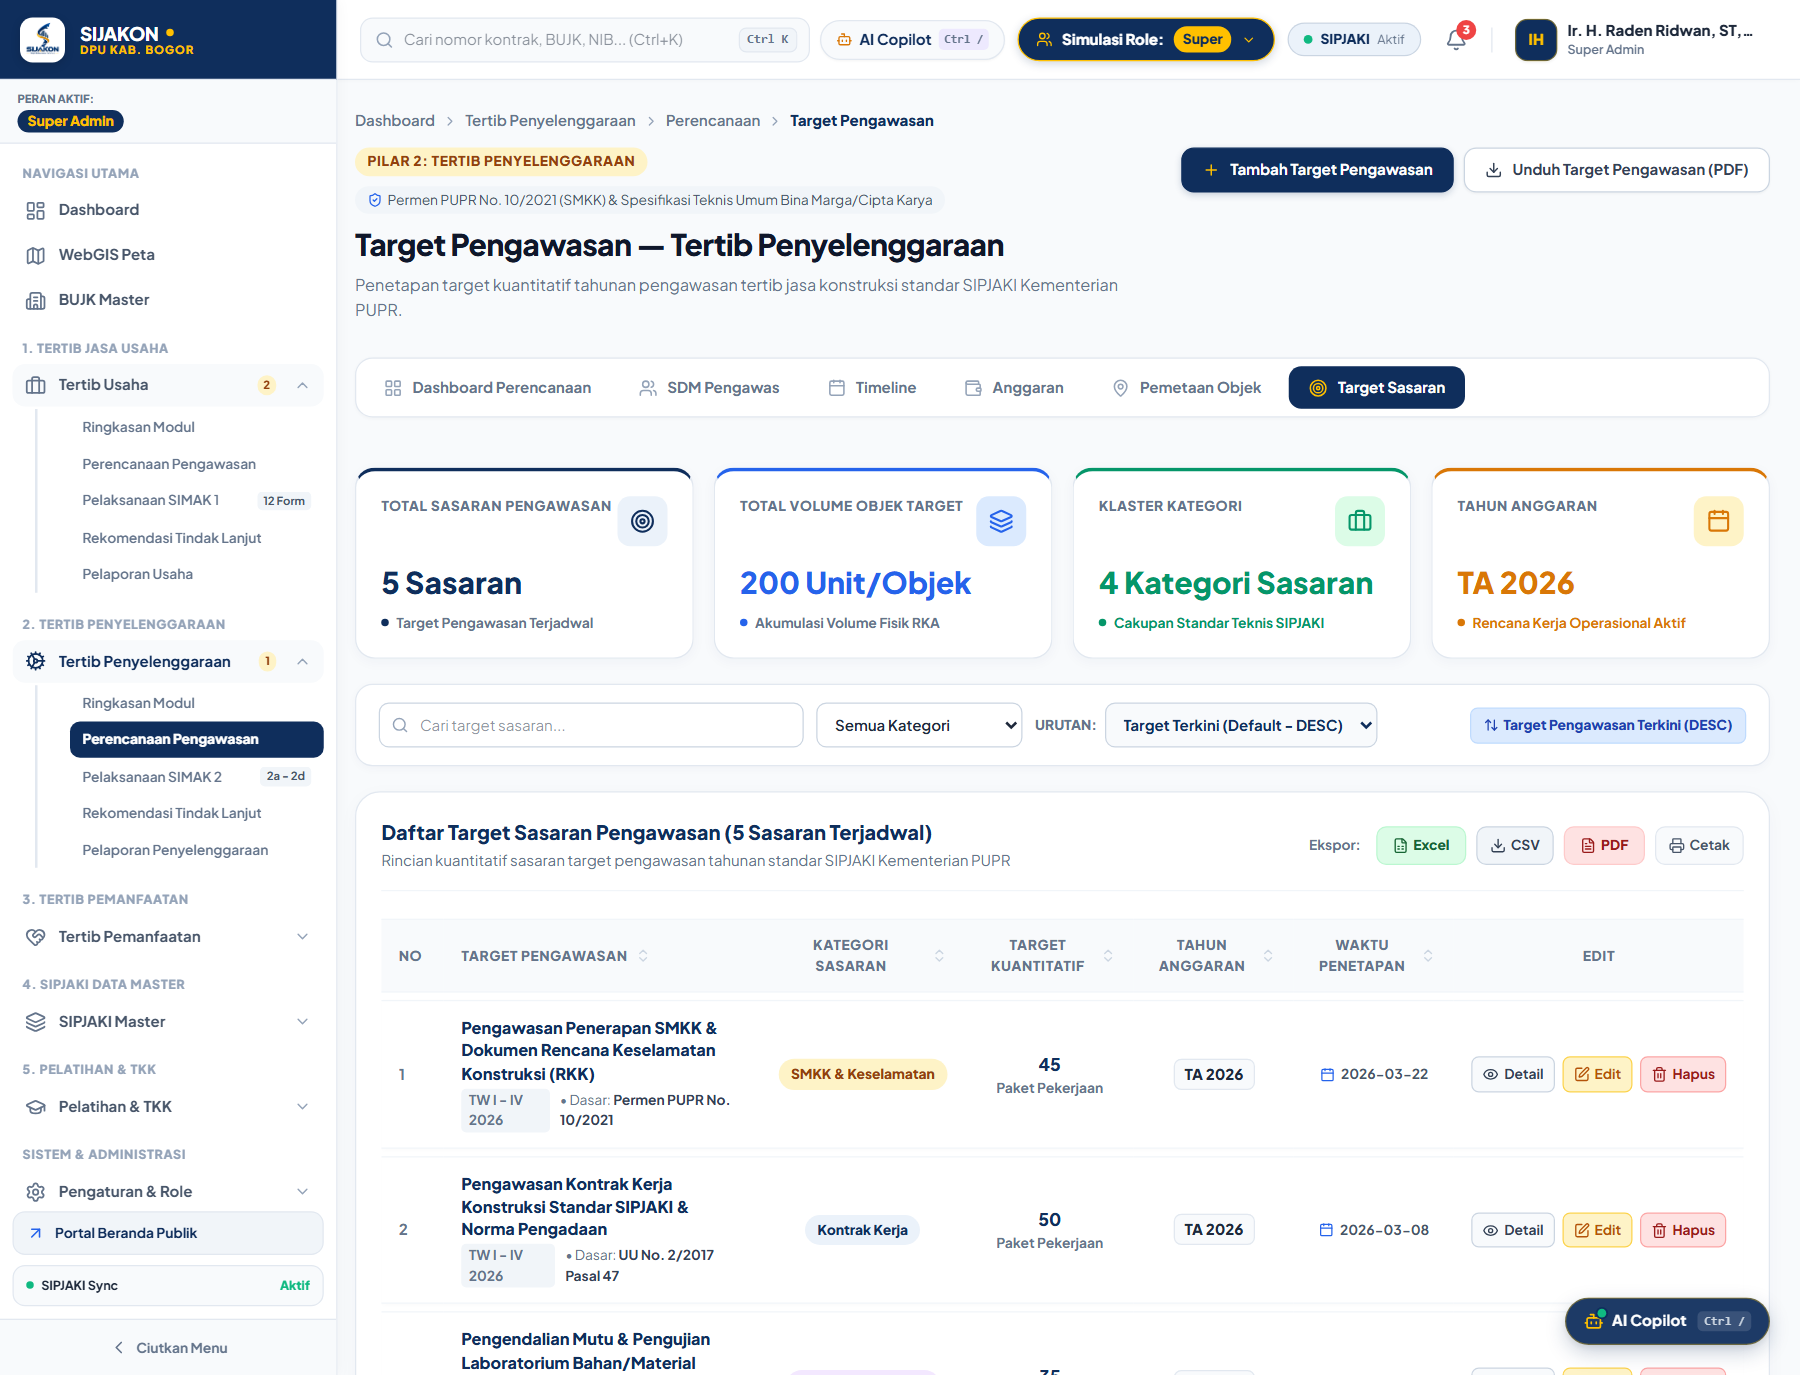 SIJAKON
DPU KAB. BOGOR
Cari nomor kontrak, BUJK, NIB... (Ctrl+K)
Ctrl K
AI Copilot
Ctrl /
Simulasi Role:
Super
SIPJAKI Aktif
3
IH
Ir. H. Raden Ridwan, ST,...
Super Admin
PERAN AKTIF:
Super Admin
NAVIGASI UTAMA
Dashboard
WebGIS Peta
BUJK Master
1. TERTIB JASA USAHA
Tertib Usaha
2
Ringkasan Modul
Perencanaan Pengawasan
Pelaksanaan SIMAK 1
12 Form
Rekomendasi Tindak Lanjut
Pelaporan Usaha
2. TERTIB PENYELENGGARAAN
Tertib Penyelenggaraan
1
Ringkasan Modul
Perencanaan Pengawasan
Pelaksanaan SIMAK 2
2a - 2d
Rekomendasi Tindak Lanjut
Pelaporan Penyelenggaraan
3. TERTIB PEMANFAATAN
Tertib Pemanfaatan
4. SIPJAKI DATA MASTER
SIPJAKI Master
5. PELATIHAN & TKK
Pelatihan & TKK
SISTEM & ADMINISTRASI
Pengaturan & Role
Portal Beranda Publik
SIPJAKI Sync
Aktif
Ciutkan Menu
Dashboard > Tertib Penyelenggaraan > Perencanaan > Target Pengawasan
PILAR 2: TERTIB PENYELENGGARAAN
Permen PUPR No. 10/2021 (SMKK) & Spesifikasi Teknis Umum Bina Marga/Cipta Karya
Tambah Target Pengawasan
Unduh Target Pengawasan (PDF)
Target Pengawasan — Tertib Penyelenggaraan
Penetapan target kuantitatif tahunan pengawasan tertib jasa konstruksi standar SIPJAKI Kementerian
PUPR.
Dashboard Perencanaan
SDM Pengawas
Timeline
Anggaran
Pemetaan Objek
Target Sasaran
TOTAL SASARAN PENGAWASAN
5 Sasaran
Target Pengawasan Terjadwal
TOTAL VOLUME OBJEK TARGET
200 Unit/Objek
Akumulasi Volume Fisik RKA
KLASTER KATEGORI
4 Kategori Sasaran
Cakupan Standar Teknis SIPJAKI
TAHUN ANGGARAN
TA 2026
Rencana Kerja Operasional Aktif
Cari target sasaran...
Semua Kategori
URUTAN:
Target Terkini (Default - DESC)
Target Pengawasan Terkini (DESC)
Daftar Target Sasaran Pengawasan (5 Sasaran Terjadwal)
Rincian kuantitatif sasaran target pengawasan tahunan standar SIPJAKI Kementerian PUPR
Ekspor:
Excel
CSV
PDF
Cetak
NO
TARGET PENGAWASAN
KATEGORI
SASARAN
TARGET
KUANTITATIF
TAHUN
ANGGARAN
WAKTU
PENETAPAN
EDIT
1
Pengawasan Penerapan SMKK &
Dokumen Rencana Keselamatan
Konstruksi (RKK)
TW I - IV
2026
• Dasar: Permen PUPR No.
10/2021
SMKK & Keselamatan
45
Paket Pekerjaan
TA 2026
2026-03-22
Detail
Edit
Hapus
2
Pengawasan Kontrak Kerja
Konstruksi Standar SIPJAKI &
Norma Pengadaan
TW I - IV
2026
• Dasar: UU No. 2/2017
Pasal 47
Kontrak Kerja
50
Paket Pekerjaan
TA 2026
2026-03-08
Detail
Edit
Hapus
Pengendalian Mutu & Pengujian
Laboratorium Bahan/Material
AI Copilot
Ctrl /